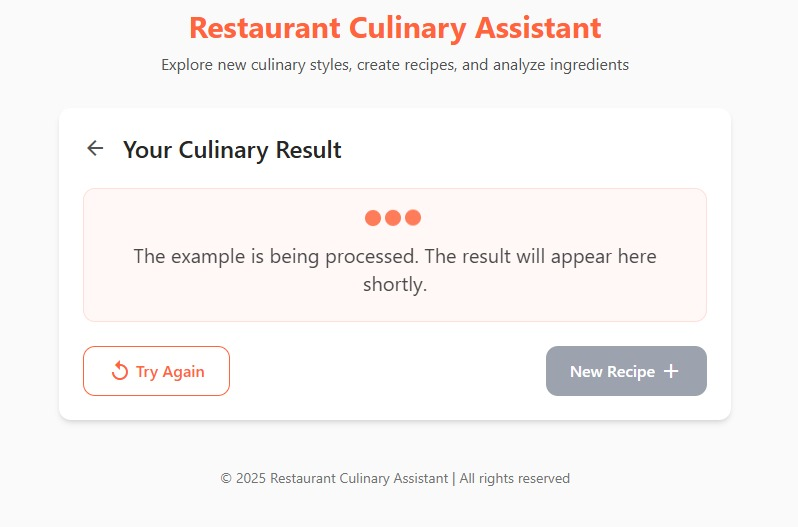 Restaurant Culinary Assistant
Explore new culinary styles, create recipes, and analyze ingredients
Your Culinary Result
The example is being processed. The result will appear here
shortly.
Try Again
New Recipe
© 2025 Restaurant Culinary Assistant | All rights reserved